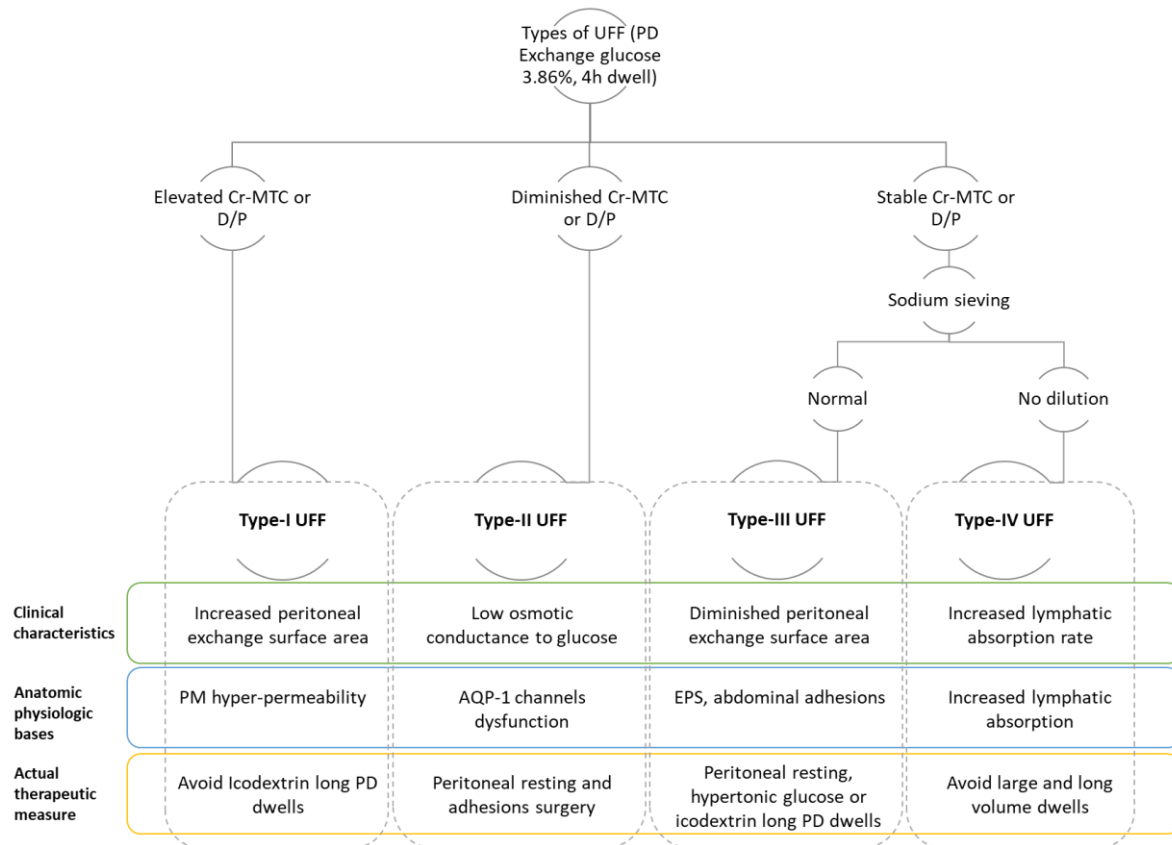 Types of UFF (PD
Exchange glucose
3.86%, 4h dwell)
Elevated Cr-MTC or
D/P
Diminished Cr-MTC
or D/P
Stable Cr-MTC or
D/P
Sodium sieving
Normal
No dilution
Type-I UFF
Type-II UFF
Type-III UFF
Type-IV UFF
Clinical
characteristics
Increased peritoneal
exchange surface area
Low osmotic
conductance to glucose
Diminished peritoneal
exchange surface area
Increased lymphatic
absorption rate
Anatomic
physiologic
bases
PM hyper-permeability
AQP-1 channels
dysfunction
EPS, abdominal adhesions
Increased lymphatic
absorption
Actual
therapeutic
measure
Avoid Icodextrin long PD
dwells
Peritoneal resting and
adhesions surgery
Peritoneal resting,
hypertonic glucose or
icodextrin long PD dwells
Avoid large and long
volume dwells